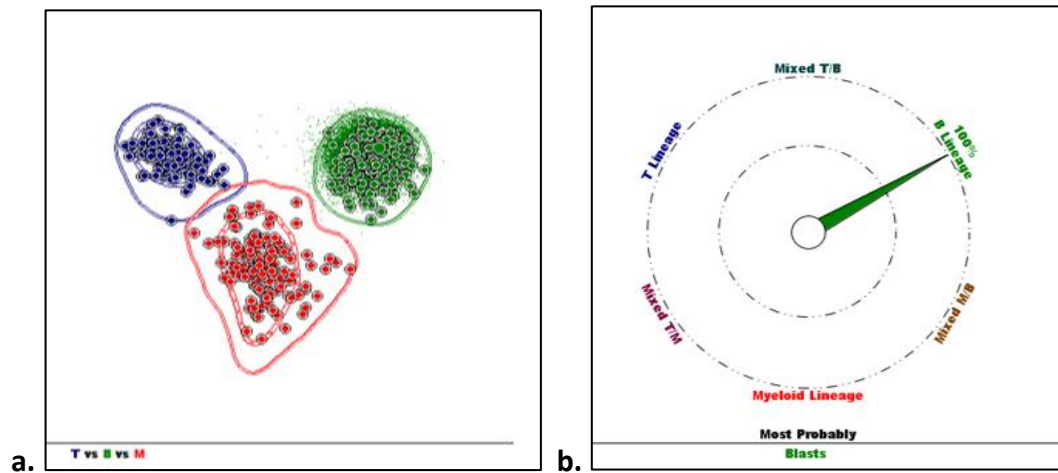 Mixed T/B
T Lineage
100%
B Lineage
Mixed T/M
Mixed M/B
Myeloid Lineage
Most Probably
a.
T vs B vs M
b.
Blasts